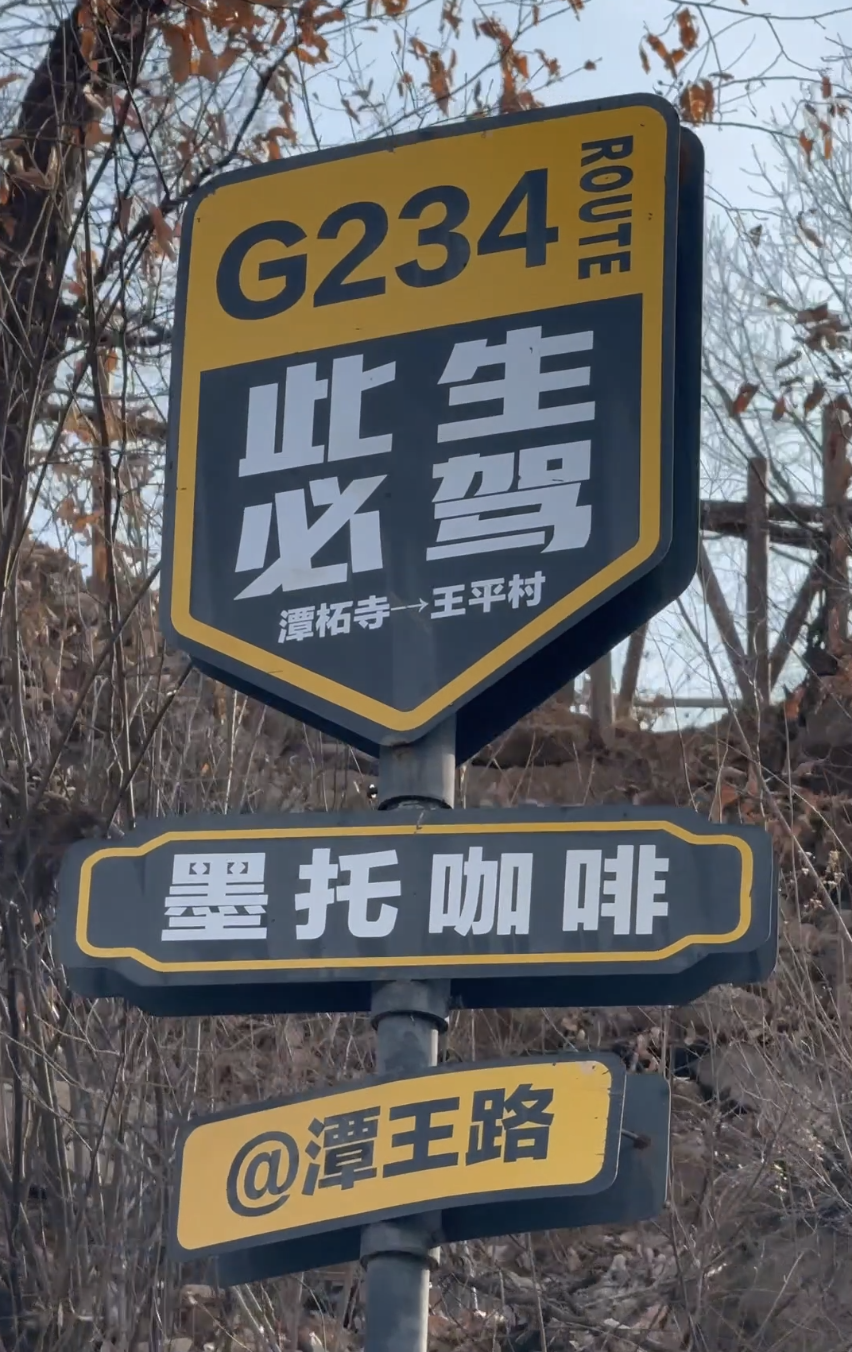 G234 ROUTE
此生
必驾
潭柘寺→王平村
墨托咖啡
@潭王路